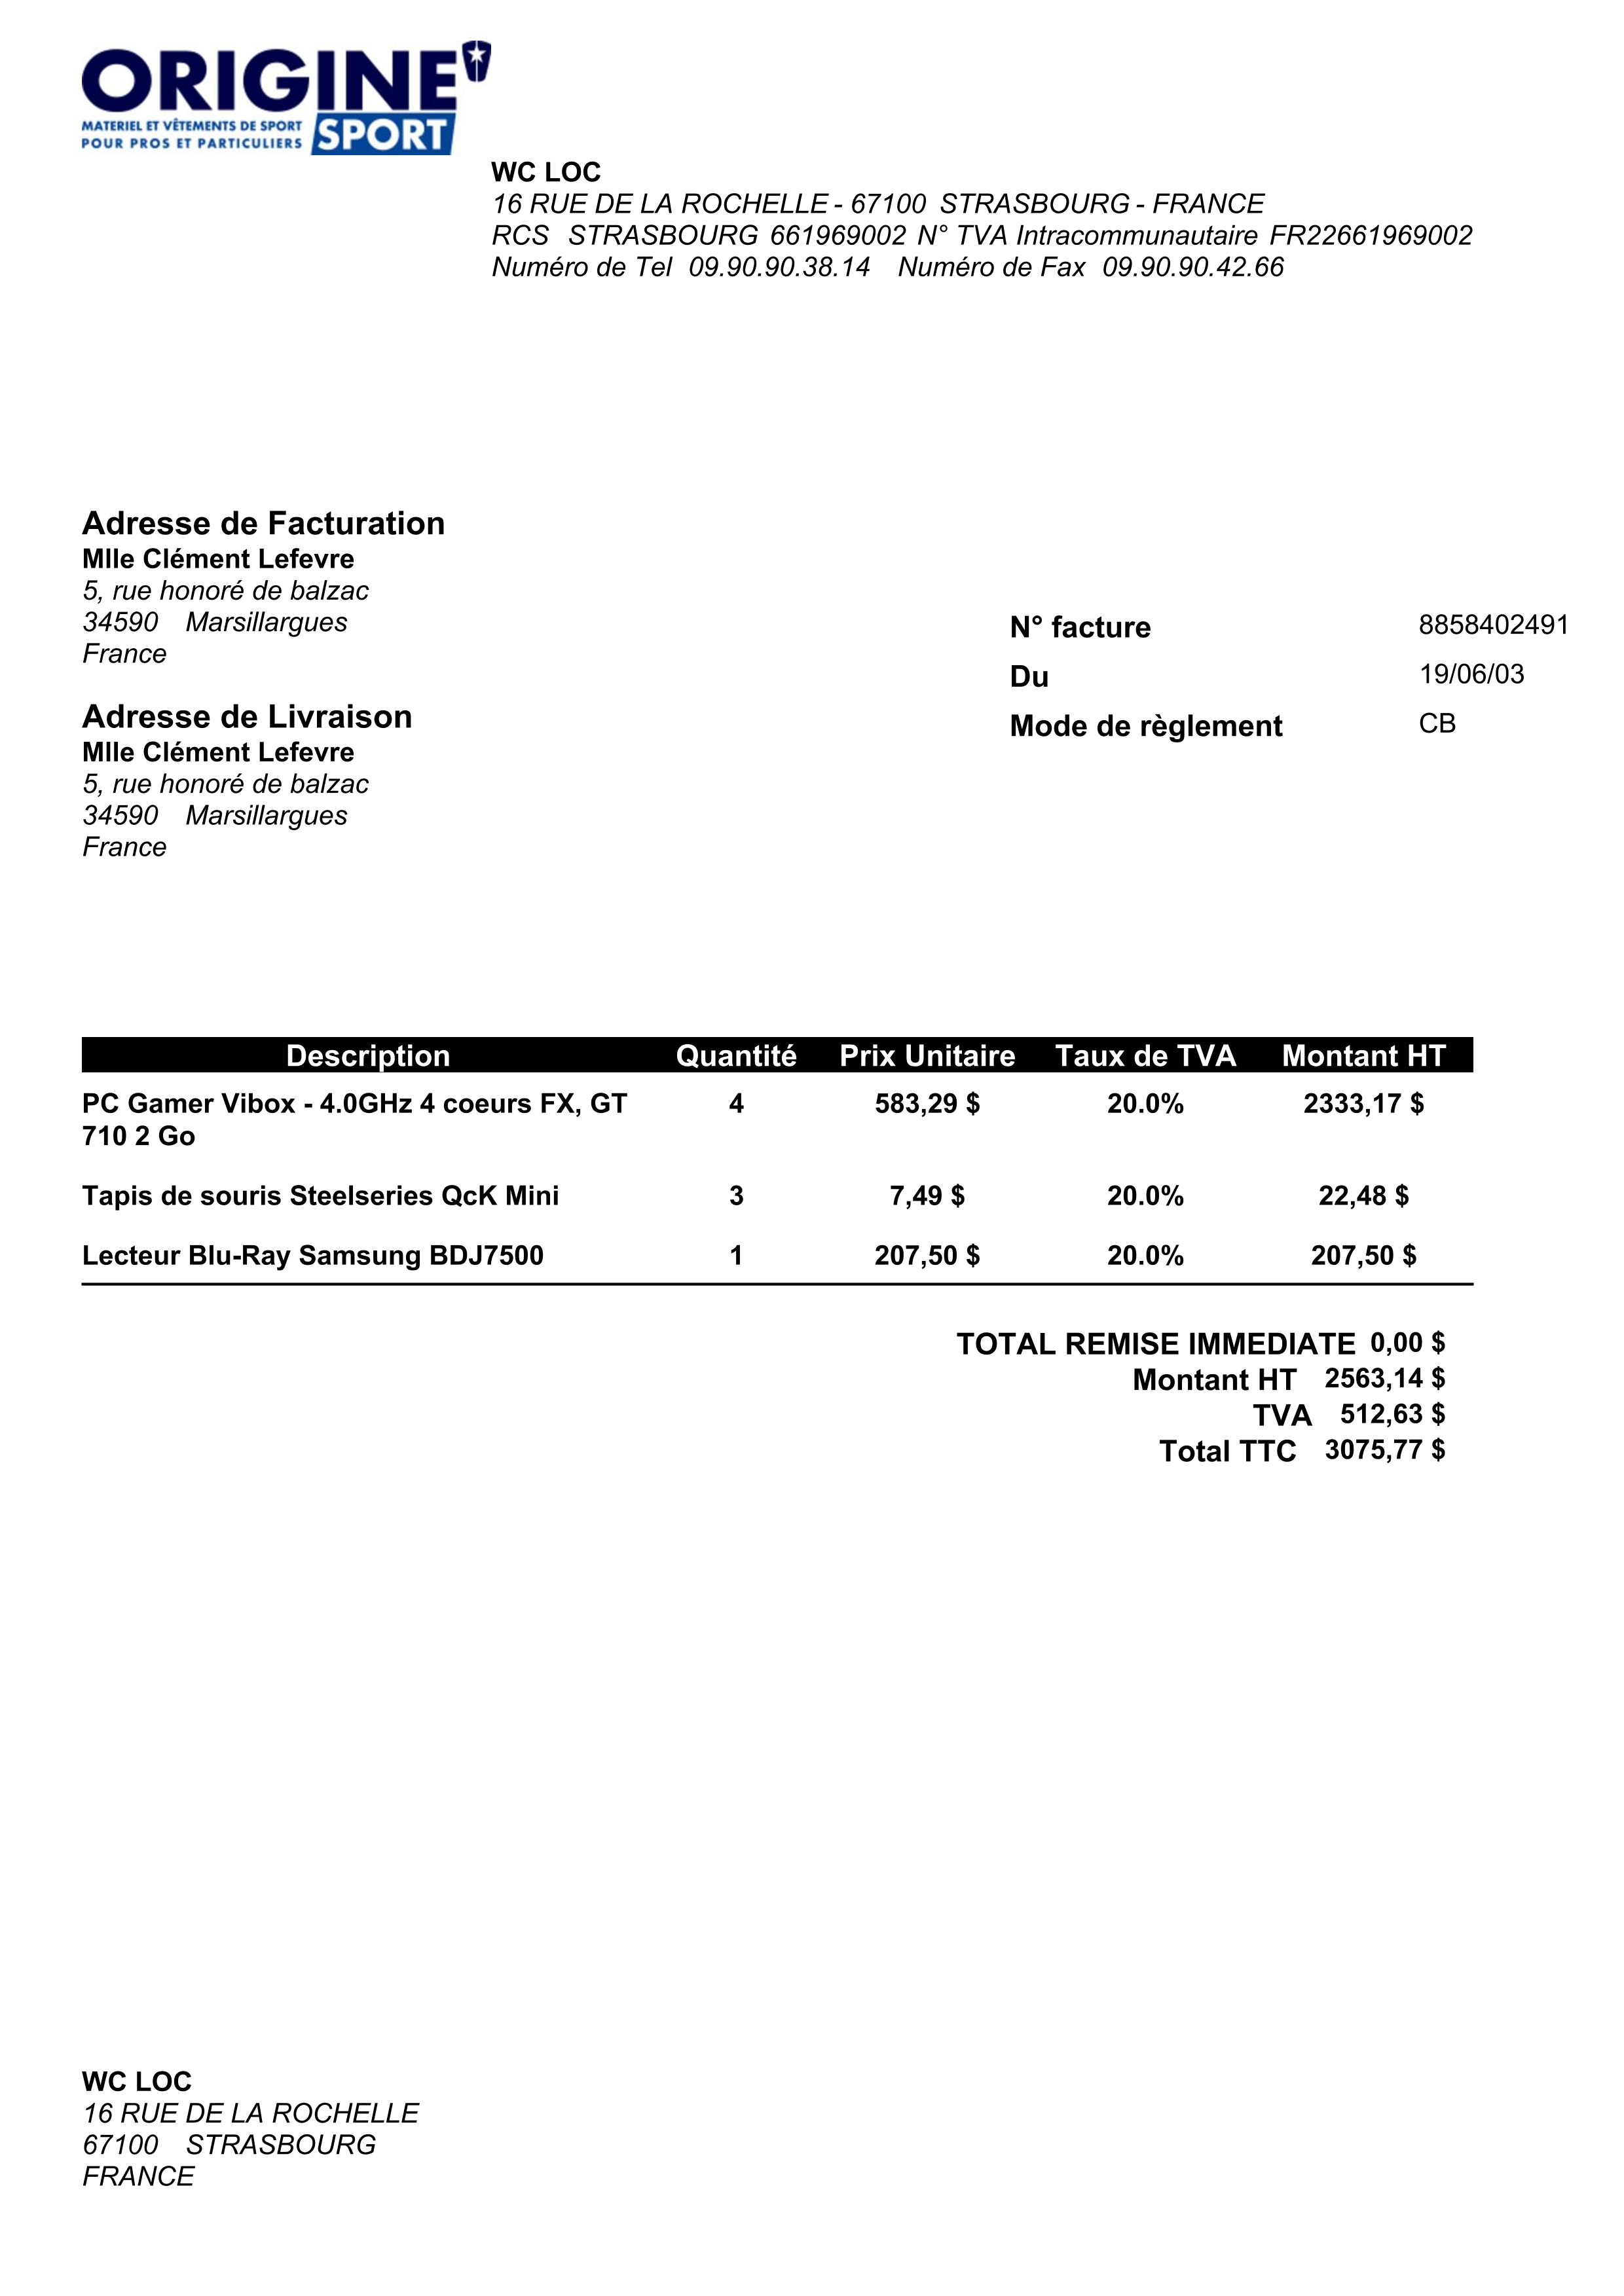 ORIGINE
MATERIEL ET VÊTEMENTS DE SPORT
POUR PROS ET PARTICULIERS
SPORT
WC LOC
16 RUE DE LA ROCHELLE - 67100 STRASBOURG - FRANCE
RCS STRASBOURG 661969002 N° TVA Intracommunautaire FR22661969002
Numéro de Tel 09.90.90.38.14 Numéro de Fax 09.90.90.42.66
Adresse de Facturation
Mlle Clément Lefevre
5, rue honoré de balzac
34590 Marsillargues
France
N° facture 8858402491
Du 19/06/03
Mode de règlement CB
Adresse de Livraison
Mlle Clément Lefevre
5, rue honoré de balzac
34590 Marsillargues
France
Description Quantité Prix Unitaire Taux de TVA Montant HT
PC Gamer Vibox - 4.0GHz 4 coeurs FX, GT 4 583,29 $ 20.0% 2333,17 $
710 2 Go
Tapis de souris Steelseries QcK Mini 3 7,49 $ 20.0% 22,48 $
Lecteur Blu-Ray Samsung BDJ7500 1 207,50 $ 20.0% 207,50 $
TOTAL REMISE IMMEDIATE 0,00 $
Montant HT 2563,14 $
TVA 512,63 $
Total TTC 3075,77 $
WC LOC
16 RUE DE LA ROCHELLE
67100 STRASBOURG
FRANCE